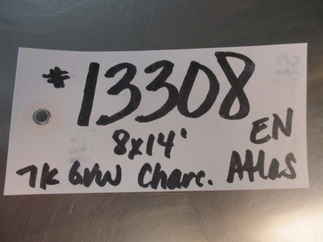 *13308
8x14' EN
7K GVW Charc. Atlas